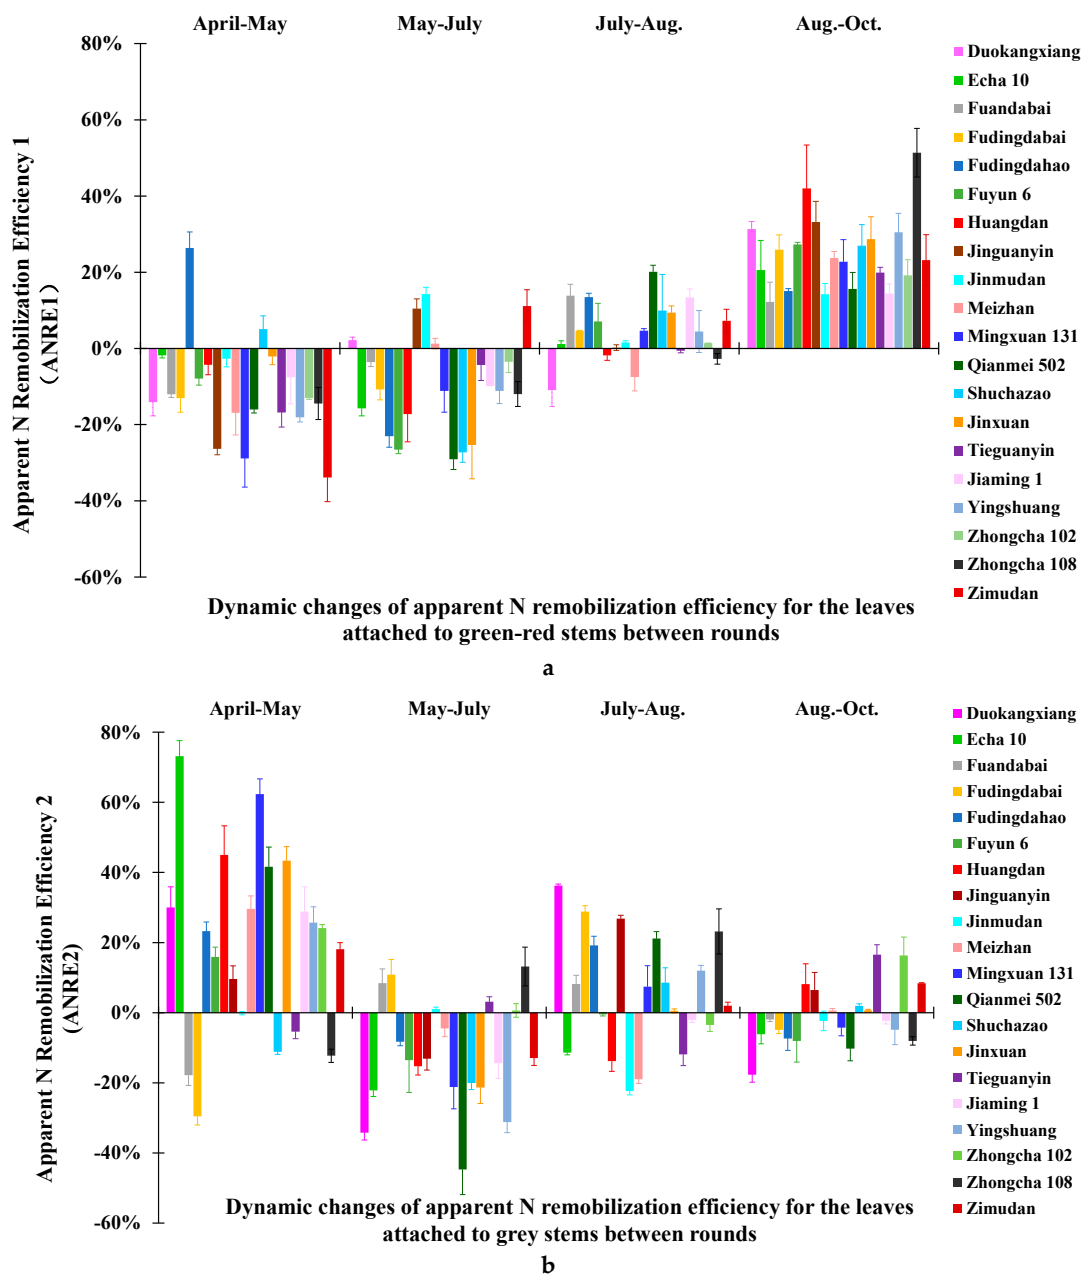 April-May
May-July
July-Aug.
Aug.-Oct.
80%
60%
40%
20%
0%
-20%
-40%
-60%
Apparent N Remobilization Efficiency 1
（ANRE1）
Duokangxiang
Echa 10
Fuandabai
Fudingdabai
Fudingdahao
Fuyun 6
Huangdan
Jinguanyin
Jinmudan
Meizhan
Mingxuan 131
Qianmei 502
Shuchazao
Jinxuan
Tieguanyin
Jiaming 1
Yingshuang
Zhongcha 102
Zhongcha 108
Zimudan
Dynamic changes of apparent N remobilization efficiency for the leaves
attached to green-red stems between rounds
a
April-May
May-July
July-Aug.
Aug.-Oct.
80%
60%
40%
20%
0%
-20%
-40%
-60%
Apparent N Remobilization Efficiency 2
(ANRE2)
Duokangxiang
Echa 10
Fuandabai
Fudingdabai
Fudingdahao
Fuyun 6
Huangdan
Jinguanyin
Jinmudan
Meizhan
Mingxuan 131
Qianmei 502
Shuchazao
Jinxuan
Tieguanyin
Jiaming 1
Yingshuang
Zhongcha 102
Zhongcha 108
Zimudan
Dynamic changes of apparent N remobilization efficiency for the leaves
attached to grey stems between rounds
b